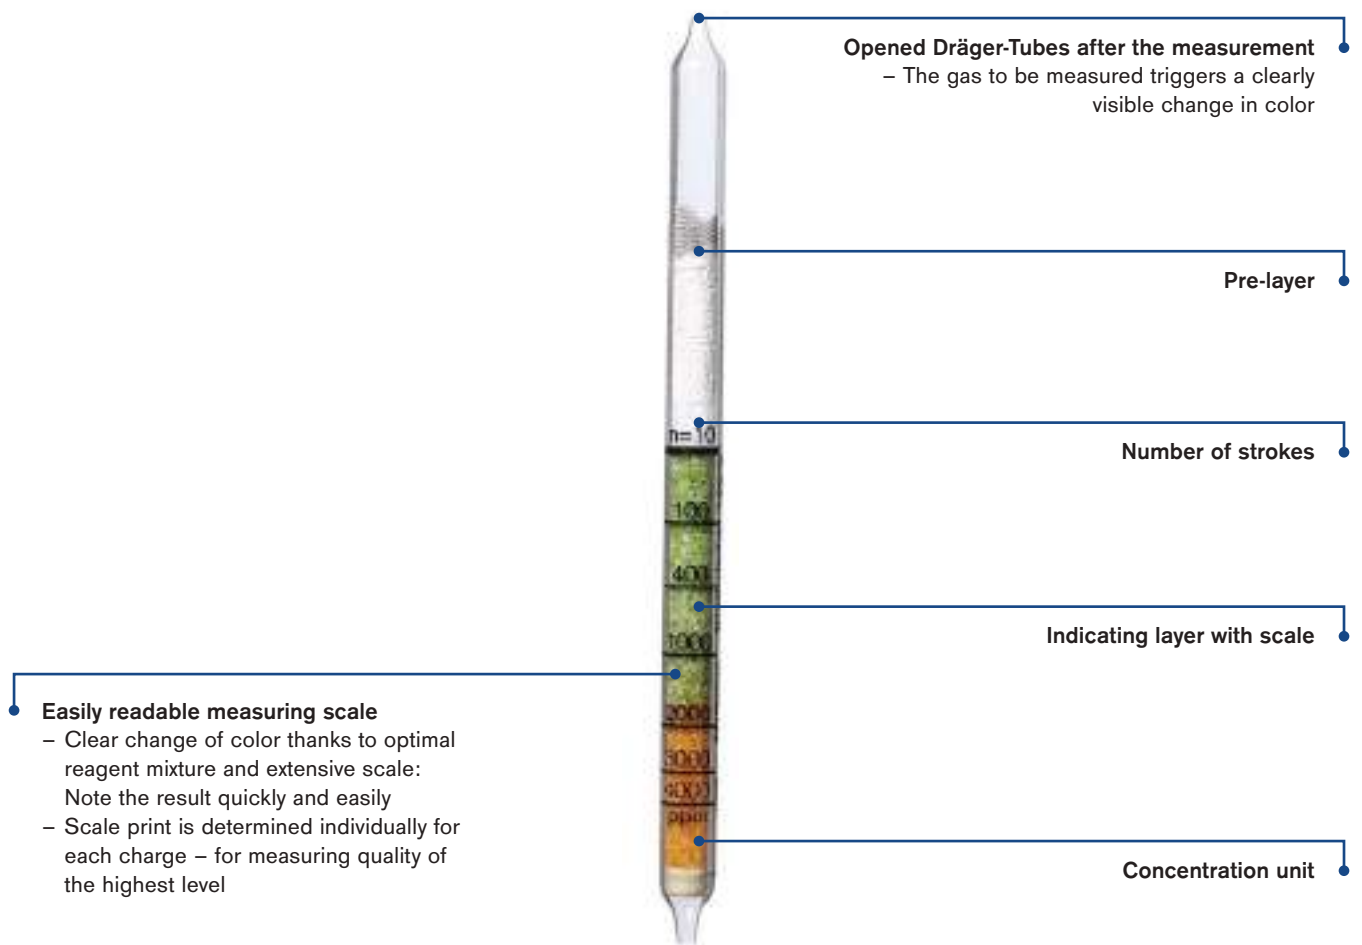 Opened Dräger-Tubes after the measurement
– The gas to be measured triggers a clearly
visible change in color
Pre-layer
n=10
Number of strokes
100
400
Indicating layer with scale
1000
Easily readable measuring scale
– Clear change of color thanks to optimal
reagent mixture and extensive scale:
Note the result quickly and easily
– Scale print is determined individually for
each charge – for measuring quality of
the highest level
2000
3000
4000
ppm
Concentration unit